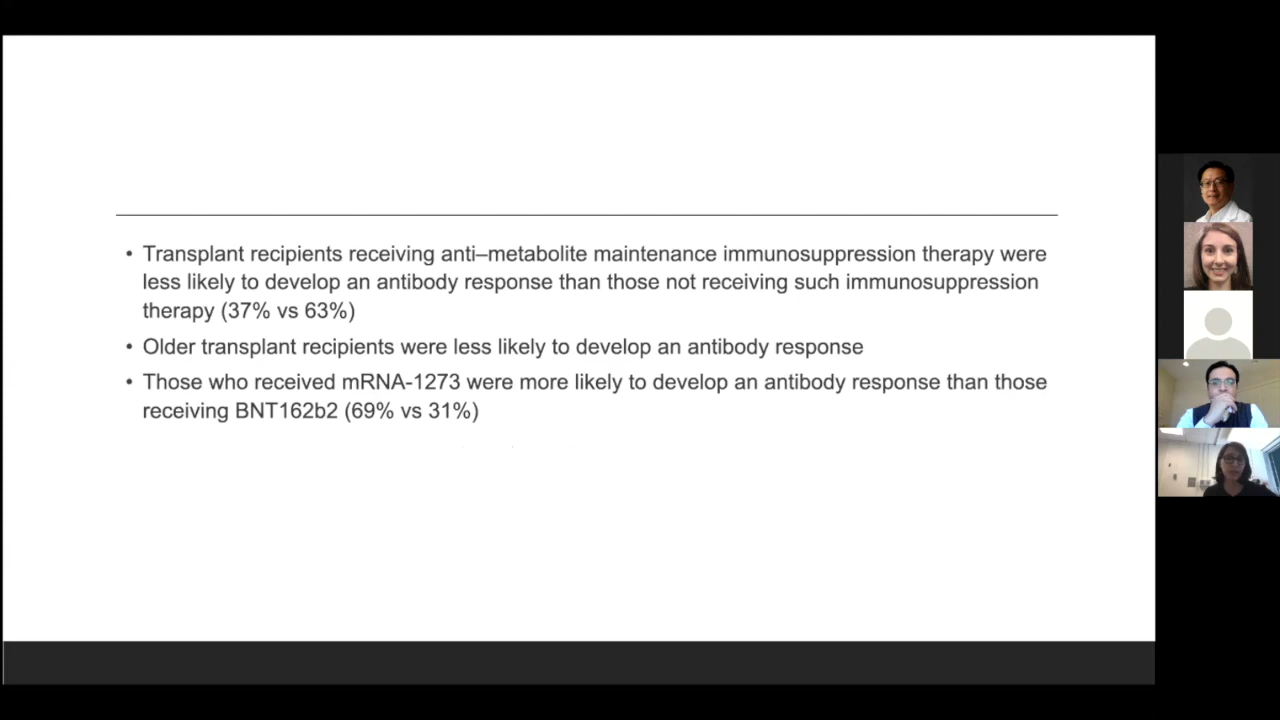 • Transplant recipients receiving anti–metabolite maintenance immunosuppression therapy were
less likely to develop an antibody response than those not receiving such immunosuppression
therapy (37% vs 63%)
• Older transplant recipients were less likely to develop an antibody response
• Those who received mRNA-1273 were more likely to develop an antibody response than those
receiving BNT162b2 (69% vs 31%)